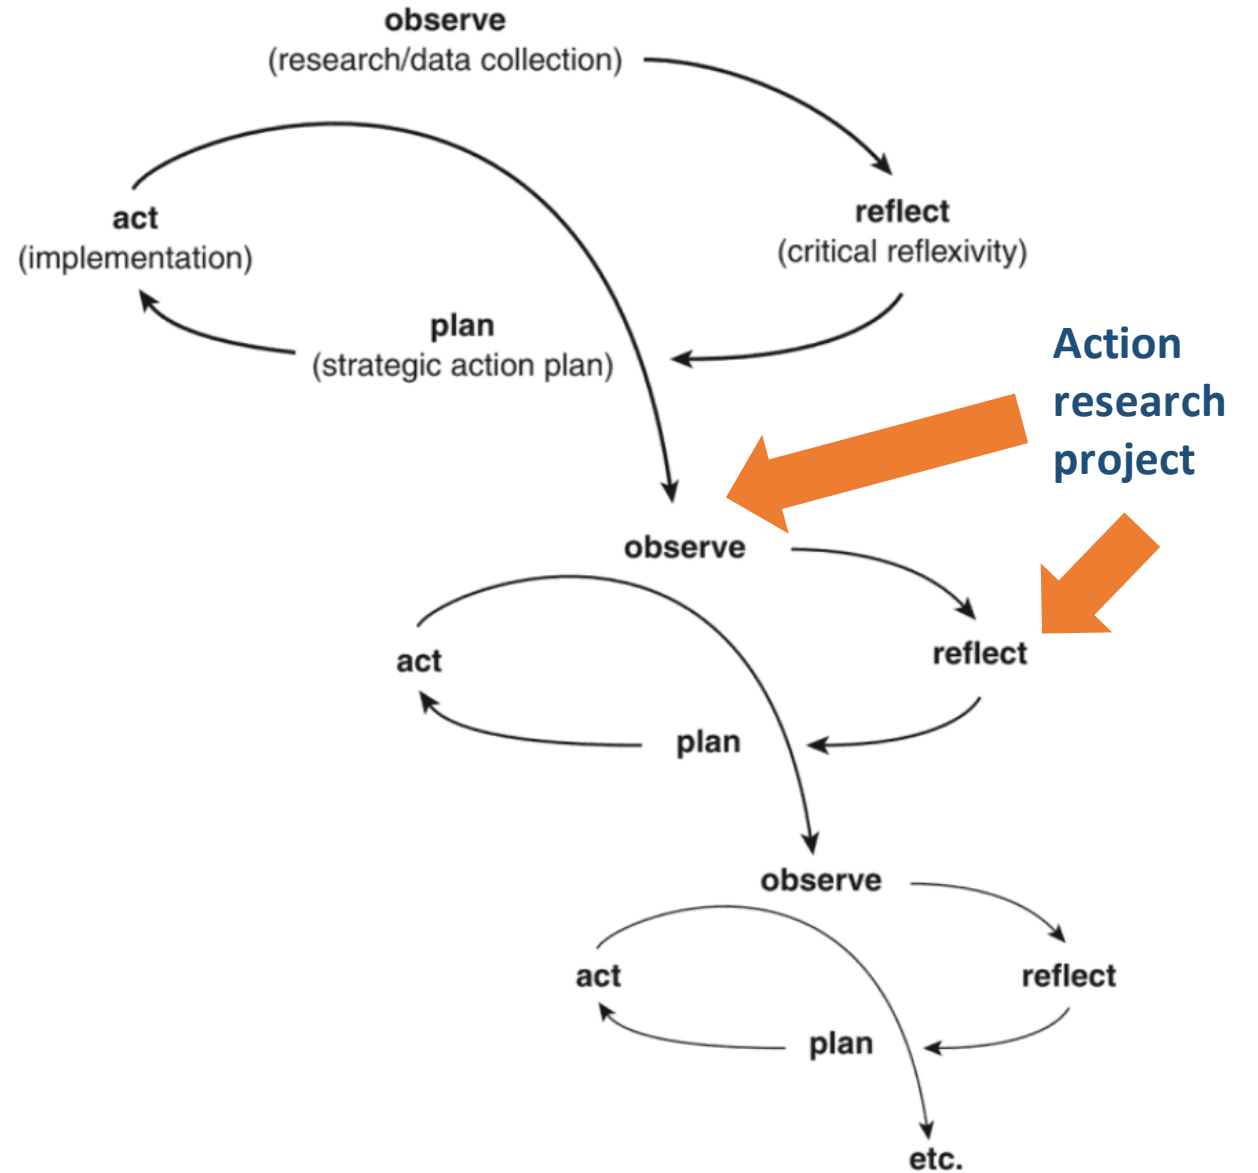 observe
(research/data collection)
act
(implementation)
reflect
(critical reflexivity)
plan
(strategic action plan)
Action
research
project
observe
act
reflect
plan
observe
act
reflect
plan
etc.